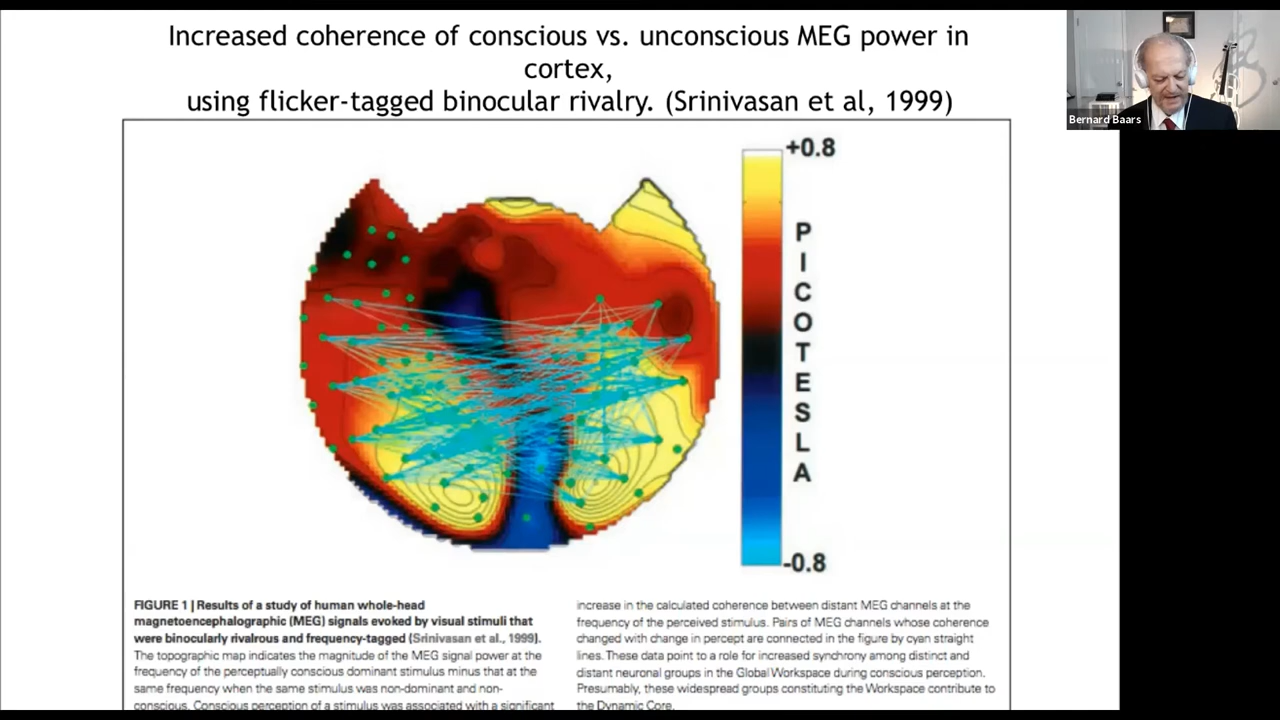 Increased coherence of conscious vs. unconscious MEG power in
cortex,
using flicker-tagged binocular rivalry. (Srinivasan et al, 1999)
Bernard Baars
+0.8
PICOTESLA
-0.8
FIGURE 1 | Results of a study of human whole-head
magnetoencephalographic (MEG) signals evoked by visual stimuli that
were binocularly rivalrous and frequency-tagged (Srinivasan et al., 1999).
The topographic map indicates the magnitude of the MEG signal power at the
frequency of the perceptually conscious dominant stimulus minus that at the
same frequency when the same stimulus was non-dominant and non-
conscious. Conscious perception of a stimulus was associated with a significant
increase in the calculated coherence between distant MEG channels at the
frequency of the perceived stimulus. Pairs of MEG channels whose coherence
changed with change in percept are connected in the figure by cyan straight
lines. These data point to a role for increased synchrony among distinct and
distant neuronal groups in the Global Workspace during conscious perception.
Presumably, these widespread groups constituting the Workspace contribute to
the Dynamic Core.